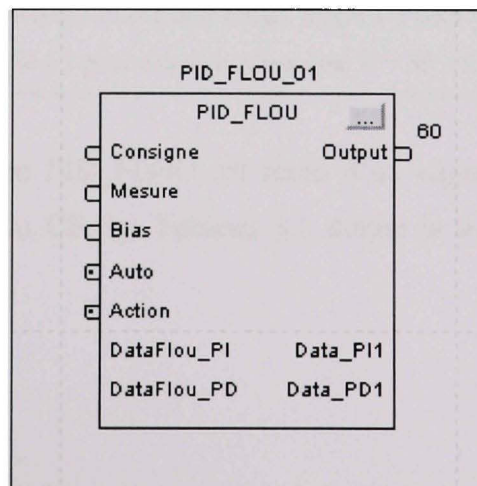 PID_FLOU_01
PID_FLOU ...
60
Consigne Output
Mesure
Bias
Auto
Action
DataFlou_PI Data_PI1
DataFlou_PD Data_PD1